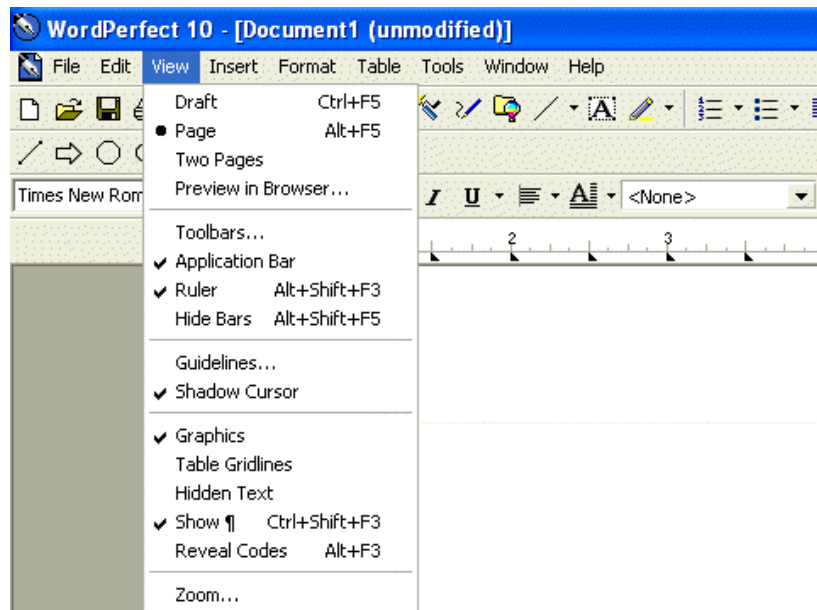 WordPerfect 10 - [Document1 (unmodified)]
File Edit View Insert Format Table Tools Window Help
Draft Ctrl+F5
Page Alt+F5
Two Pages
Preview in Browser...
Times New Rom
I U A <None>
Toolbars...
Application Bar
2 3
Ruler Alt+Shift+F3
Hide Bars Alt+Shift+F5
Guidelines...
Shadow Cursor
Graphics
Table Gridlines
Hidden Text
Show ¶ Ctrl+Shift+F3
Reveal Codes Alt+F3
Zoom...